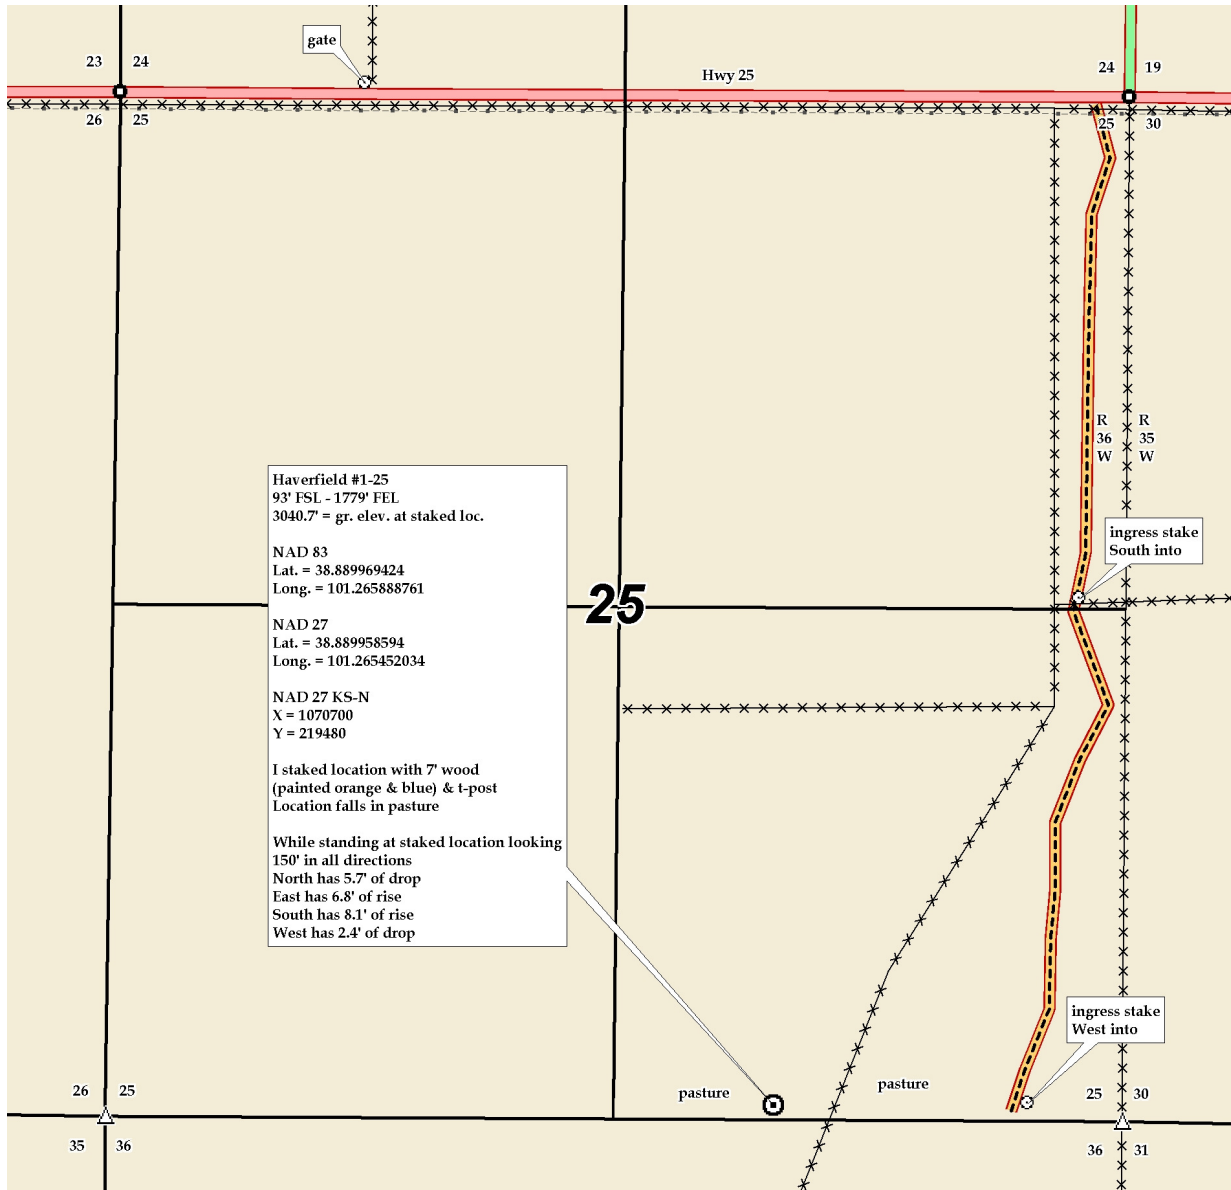 gate
23 24
Hwy 25
24 19
26 25
25 30
R R
36 35
W W
Haverfield #1-25
93' FSL - 1779' FEL
3040.7' = gr. elev. at staked loc.
NAD 83
Lat. = 38.889969424
Long. = 101.265888761
NAD 27
Lat. = 38.889958594
Long. = 101.265452034
NAD 27 KS-N
X = 1070700
Y = 219480
I staked location with 7' wood
(painted orange & blue) & t-post
Location falls in pasture
While standing at staked location looking
150' in all directions
North has 5.7' of drop
East has 6.8' of rise
South has 8.1' of rise
West has 2.4' of drop
ingress stake
South into
25
ingress stake
West into
pasture
pasture
26 25
25 30
35 36
36 31